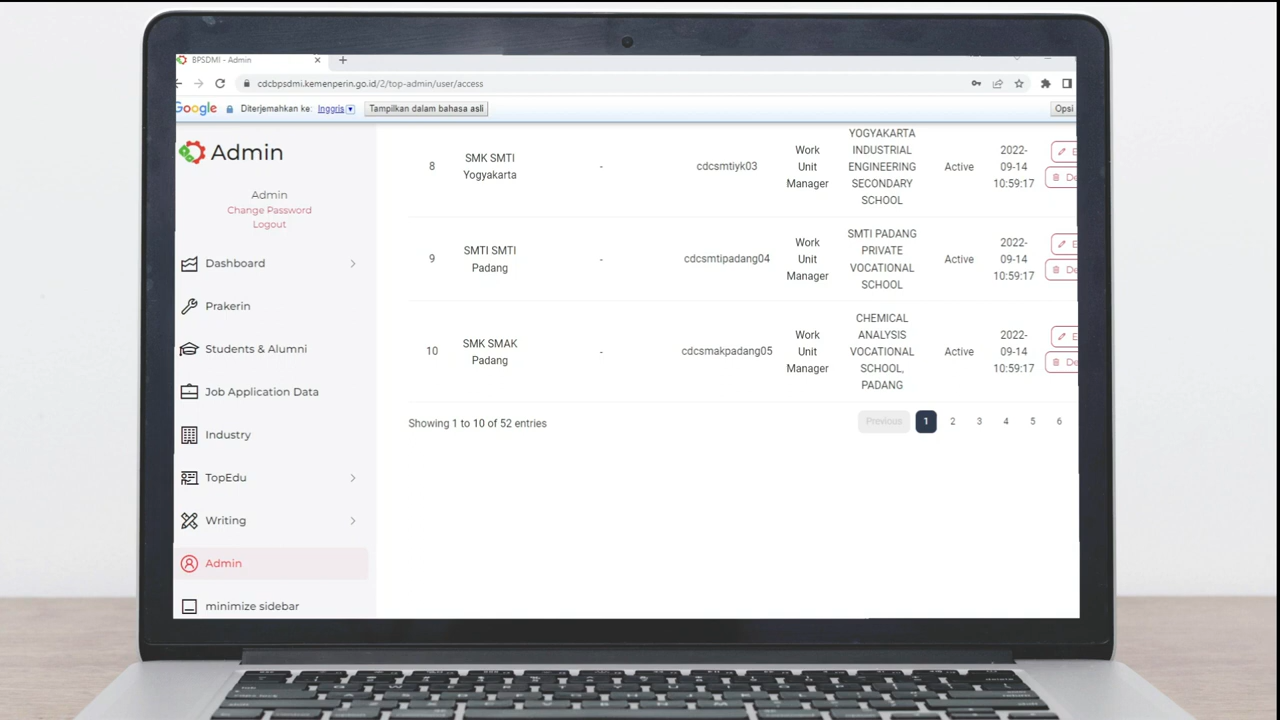 BPSDMI - Admin
cdcbpsdmi.kemenperin.go.id/2/top-admin/user/access
Google
Diterjemahkan ke: Inggris
Tampilkan dalam bahasa asli
Opsi
Admin
Admin
Change Password
Logout
Dashboard
Prakerin
Students & Alumni
Job Application Data
Industry
TopEdu
Writing
Admin
minimize sidebar
8
SMK SMTI
Yogyakarta
-
cdcsmtiyk03
Work
Unit
Manager
YOGYAKARTA
INDUSTRIAL
ENGINEERING
SECONDARY
SCHOOL
Active
2022-
09-14
10:59:17
E
De
9
SMTI SMTI
Padang
-
cdcsmtipadang04
Work
Unit
Manager
SMTI PADANG
PRIVATE
VOCATIONAL
SCHOOL
Active
2022-
09-14
10:59:17
E
De
10
SMK SMAK
Padang
-
cdcsmakpadang05
Work
Unit
Manager
CHEMICAL
ANALYSIS
VOCATIONAL
SCHOOL,
PADANG
Active
2022-
09-14
10:59:17
E
De
Showing 1 to 10 of 52 entries
Previous 1 2 3 4 5 6